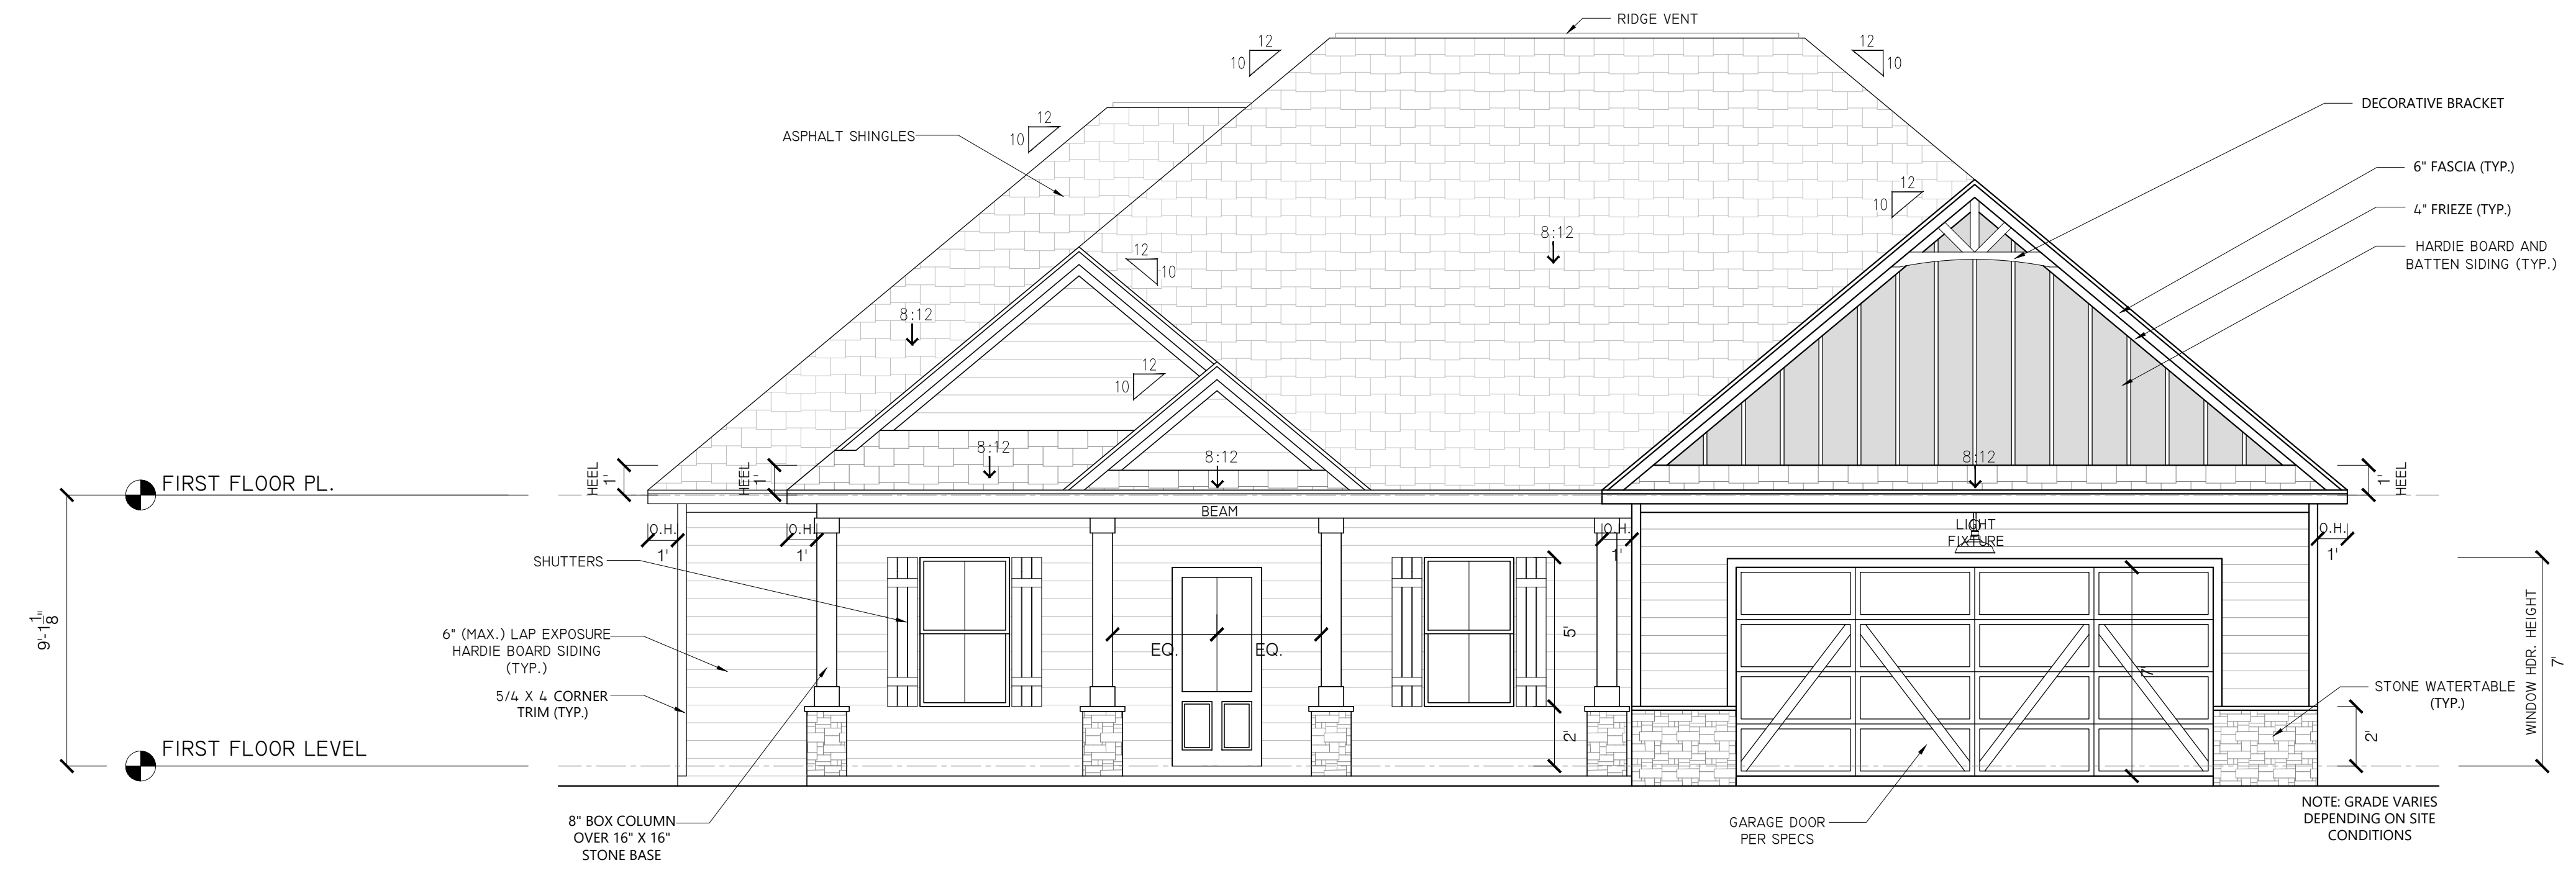 RIDGE VENT
12
10
12
10
12
10
ASPHALT SHINGLES
DECORATIVE BRACKET
6" FASCIA (TYP.)
4" FRIEZE (TYP.)
HARDIE BOARD AND
BATTEN SIDING (TYP.)
12
10
8:12
12
10
8:12
12
10
8:12
8:12
8:12
HEEL
1'
HEEL
1'
1'
HEEL
FIRST FLOOR PL.
BEAM
O.H.
1'
O.H.
1'
O.H.
1'
O.H.
1'
LIGHT
FIXTURE
SHUTTERS
9'-1 1/8"
6" (MAX.) LAP EXPOSURE
HARDIE BOARD SIDING
(TYP.)
5/4 X 4 CORNER
TRIM (TYP.)
EQ.
EQ.
5'
2'
7'
WINDOW HDR. HEIGHT
7'
STONE WATERTABLE
(TYP.)
2'
FIRST FLOOR LEVEL
8" BOX COLUMN
OVER 16" X 16"
STONE BASE
GARAGE DOOR
PER SPECS
NOTE: GRADE VARIES
DEPENDING ON SITE
CONDITIONS